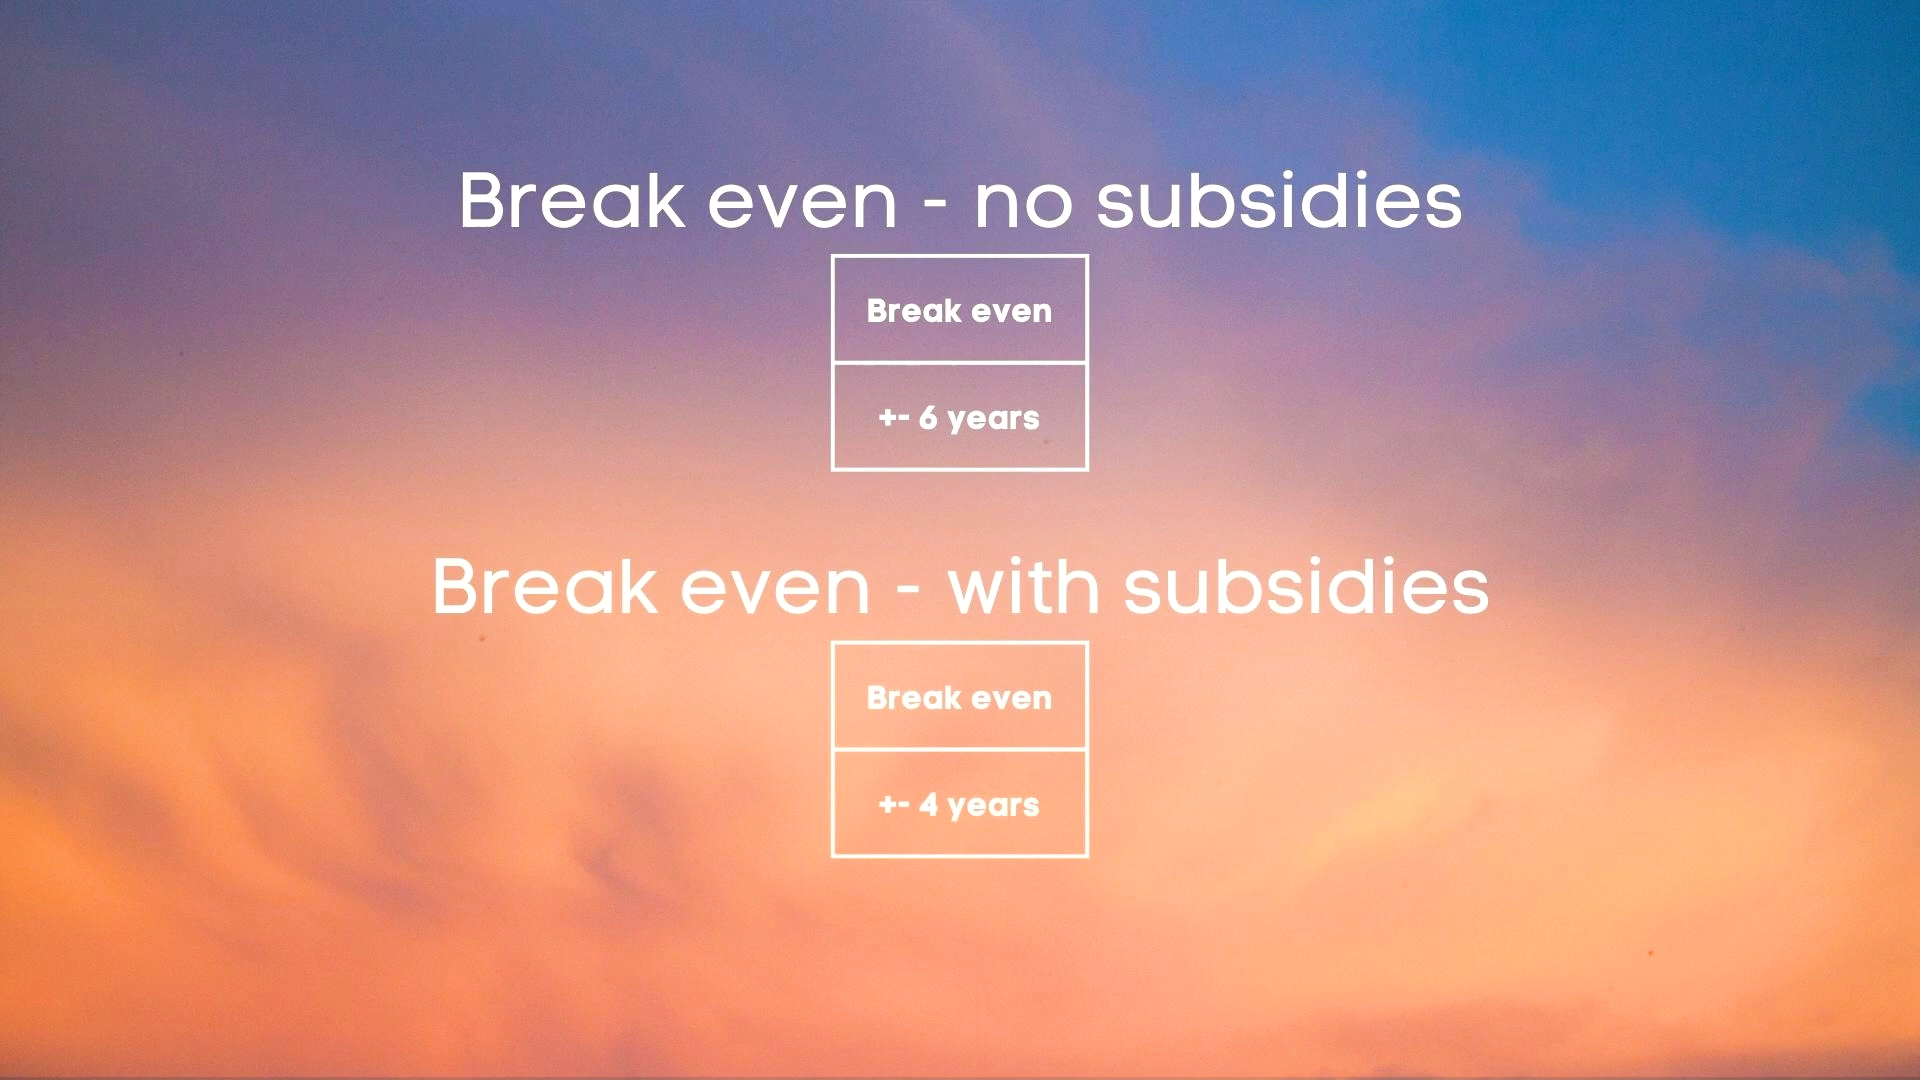 Break even - no subsidies
Break even
+- 6 years
Break even - with subsidies
Break even
+- 4 years